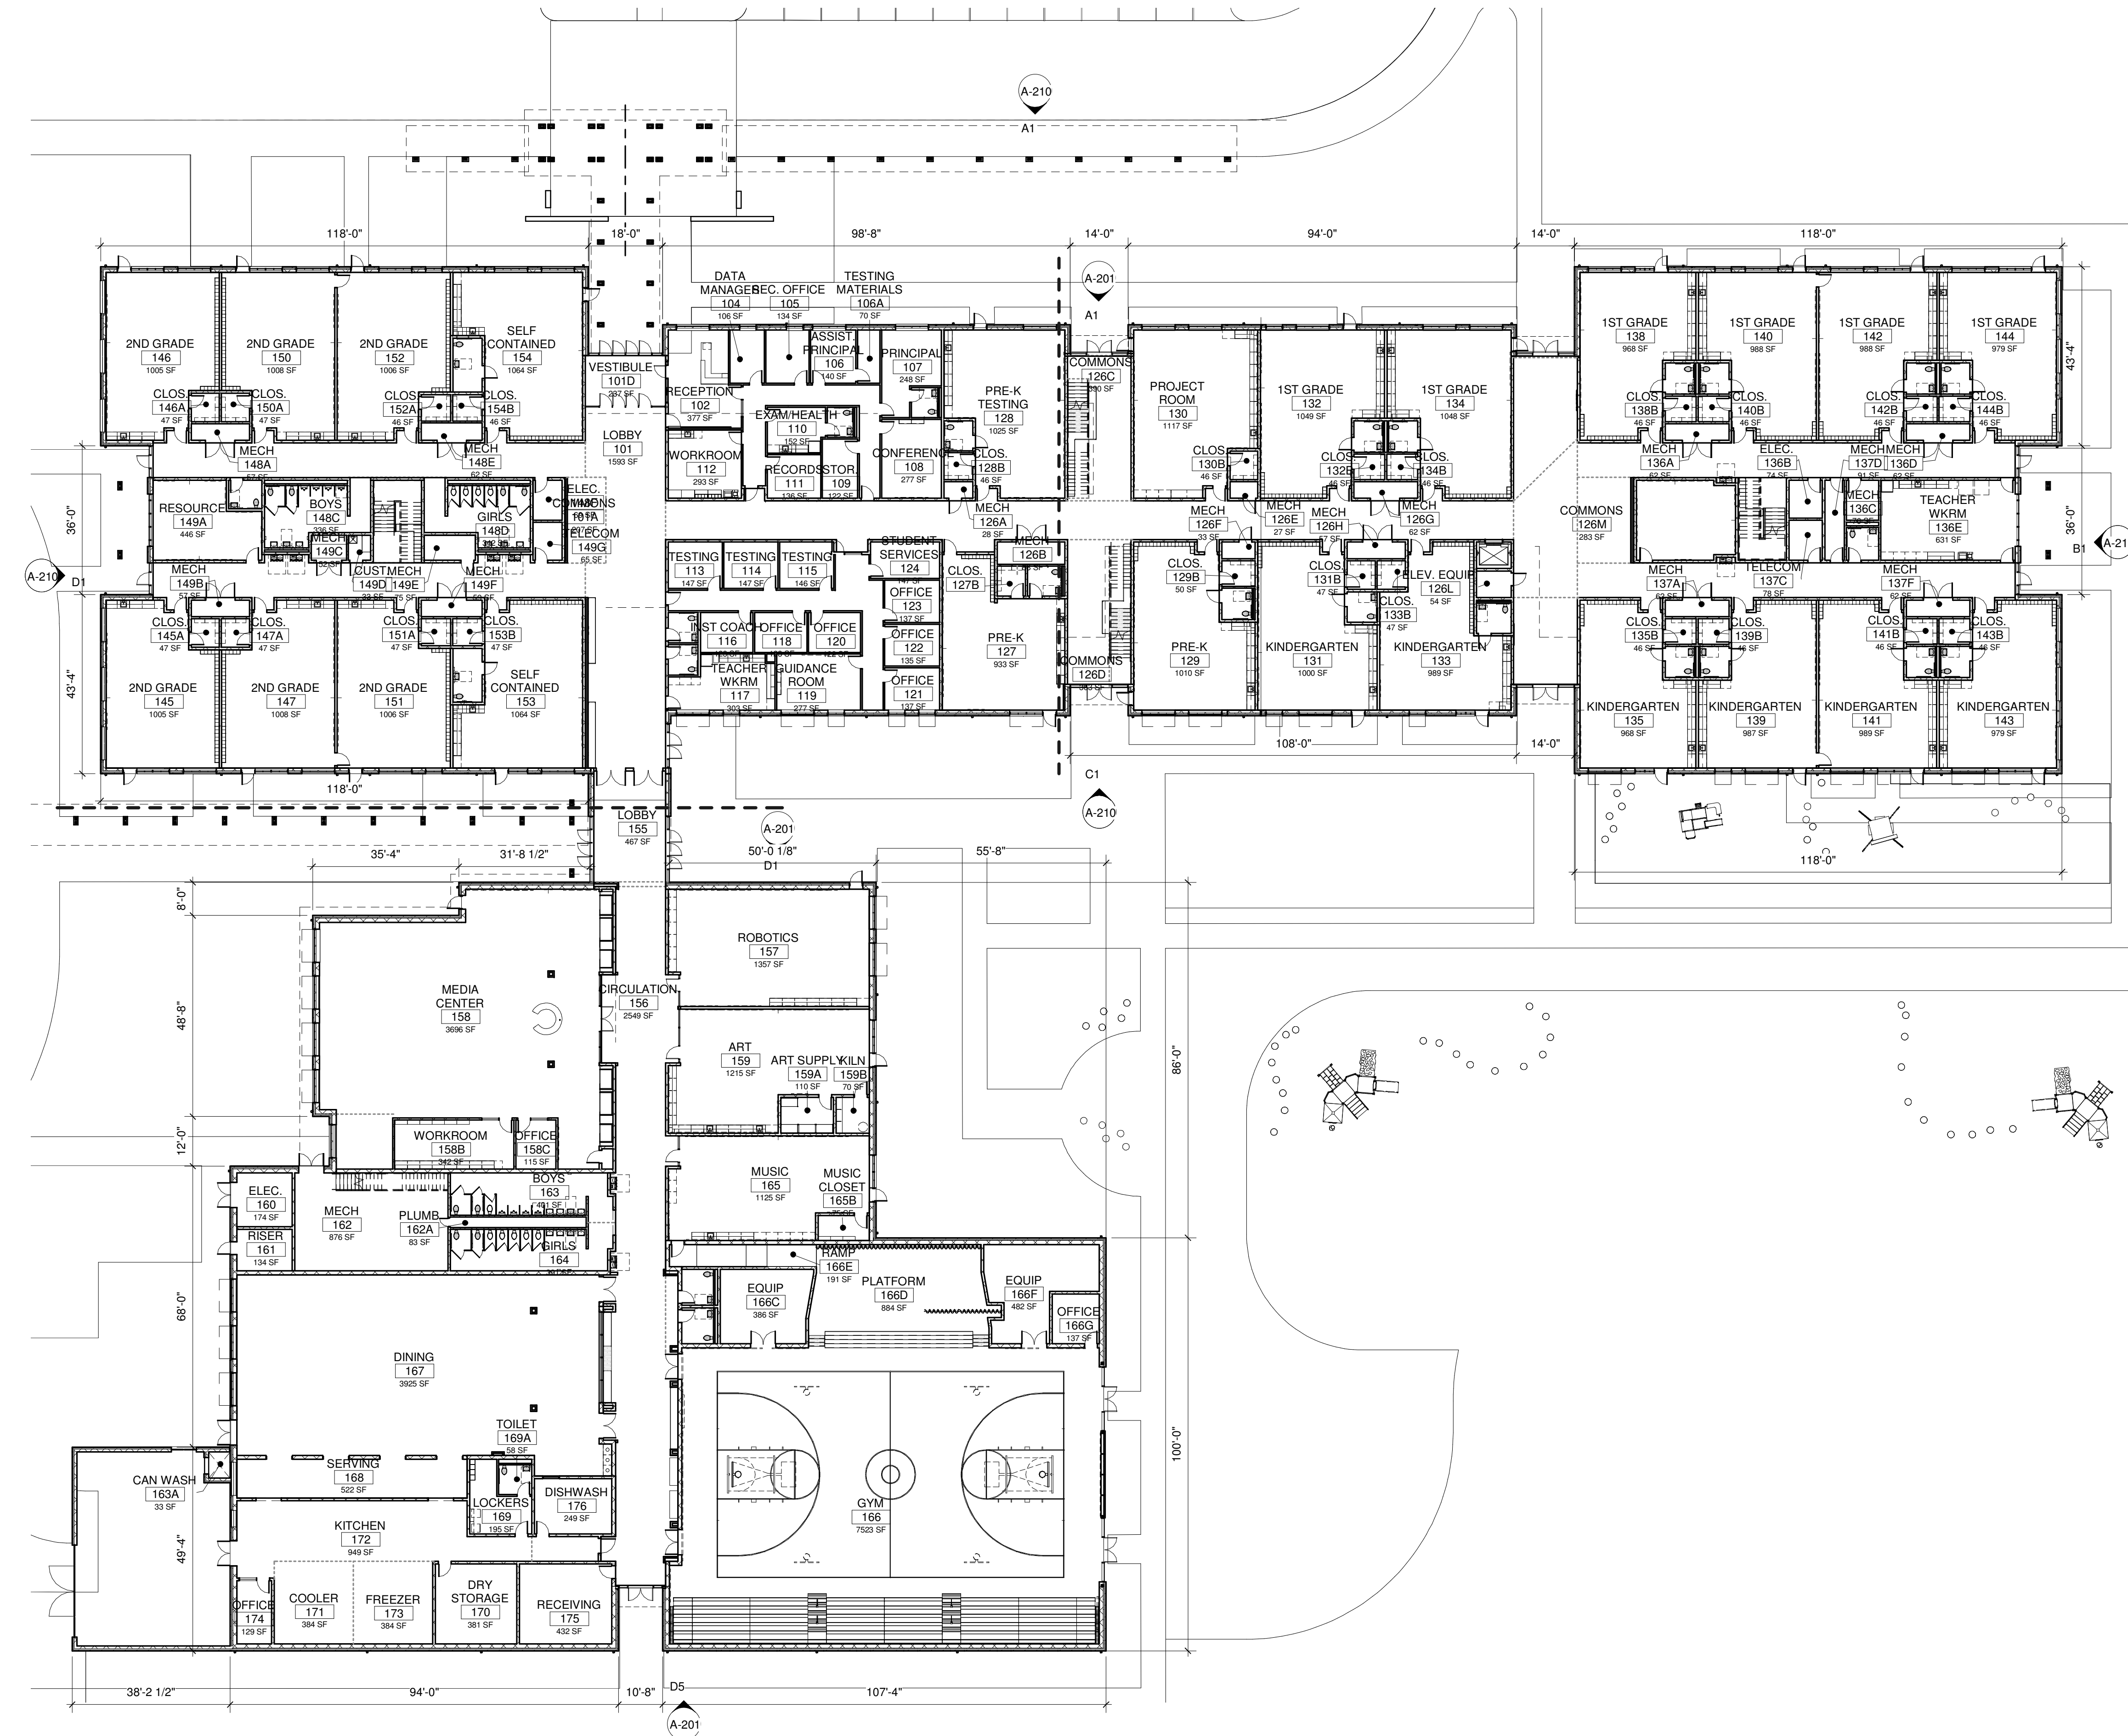 A-210
A1
118'-0"
18'-0"
98'-8"
14'-0"
94'-0"
14'-0"
118'-0"
A-201
A1
DATA
MANAGER
104
106 SF
SEC. OFFICE
105
134 SF
TESTING
MATERIALS
106A
70 SF
2ND GRADE
146
1005 SF
2ND GRADE
150
1008 SF
2ND GRADE
152
1006 SF
SELF
CONTAINED
154
1064 SF
VESTIBULE
101D
237 SF
RECEPTION
102
377 SF
ASSIST.
PRINCIPAL
106
140 SF
PRINCIPAL
107
248 SF
PRE-K
TESTING
128
1025 SF
COMMONS
126C
PROJECT
ROOM
130
1117 SF
1ST GRADE
132
1049 SF
1ST GRADE
134
1048 SF
1ST GRADE
138
968 SF
1ST GRADE
140
988 SF
1ST GRADE
142
988 SF
1ST GRADE
144
979 SF
43'-4"
CLOS.
146A
47 SF
CLOS.
150A
47 SF
CLOS.
152A
46 SF
CLOS.
154B
46 SF
LOBBY
101
1593 SF
EXAM/HEALTH
110
152 SF
WORKROOM
112
293 SF
RECORDS
111
136 SF
STOR.
109
122 SF
CONFERENCE
108
277 SF
CLOS.
128B
46 SF
CLOS.
130B
46 SF
CLOS.
132B
46 SF
CLOS.
134B
46 SF
CLOS.
138B
46 SF
CLOS.
140B
46 SF
CLOS.
142B
46 SF
CLOS.
144B
46 SF
MECH
148A
MECH
148E
62 SF
MECH
136A
62 SF
ELEC.
136B
74 SF
MECH
137D
91 SF
MECH
136D
62 SF
36'-0"
RESOURCE
149A
446 SF
BOYS
148C
336 SF
GIRLS
148D
ELEC.
COMMONS
101A
TELECOM
149G
65 SF
MECH
126A
28 SF
MECH
126F
33 SF
MECH
126E
27 SF
MECH
126H
57 SF
MECH
126G
62 SF
COMMONS
126M
283 SF
MECH
136C
TEACHER
WKRM
136E
631 SF
36'-0"
A-210
D1
B1
MECH
149C
MECH
149B
57 SF
CUST.
149D
33 SF
MECH
149E
75 SF
MECH
149F
TESTING
113
147 SF
TESTING
114
147 SF
TESTING
115
146 SF
STUDENT
SERVICES
124
147 SF
MECH
126B
CLOS.
127B
CLOS.
129B
50 SF
CLOS.
131B
47 SF
ELEV. EQUIP
126L
54 SF
CLOS.
133B
47 SF
MECH
137A
62 SF
TELECOM
137C
78 SF
MECH
137F
62 SF
CLOS.
145A
47 SF
CLOS.
147A
47 SF
CLOS.
151A
47 SF
CLOS.
153B
47 SF
INST COACH
116
OFFICE
118
OFFICE
120
122 SF
OFFICE
123
137 SF
OFFICE
122
135 SF
OFFICE
121
137 SF
CLOS.
135B
46 SF
CLOS.
139B
46 SF
CLOS.
141B
46 SF
CLOS.
143B
46 SF
43'-4"
2ND GRADE
145
1005 SF
2ND GRADE
147
1008 SF
2ND GRADE
151
1006 SF
SELF
CONTAINED
153
1064 SF
TEACHER
WKRM
117
303 SF
GUIDANCE
ROOM
119
277 SF
PRE-K
127
933 SF
COMMONS
126D
PRE-K
129
1010 SF
KINDERGARTEN
131
1000 SF
KINDERGARTEN
133
989 SF
KINDERGARTEN
135
968 SF
KINDERGARTEN
139
987 SF
KINDERGARTEN
141
989 SF
KINDERGARTEN
143
979 SF
118'-0"
108'-0"
14'-0"
C1
A-210
LOBBY
155
467 SF
A-201
D1
35'-4"
31'-8 1/2"
50'-0 1/8"
55'-8"
118'-0"
8'-0"
48'-8"
12'-0"
68'-0"
49'-4"
86'-0"
100'-0"
ROBOTICS
157
1357 SF
MEDIA
CENTER
158
3696 SF
CIRCULATION
156
2549 SF
ART
159
1215 SF
ART SUPPLY
159A
110 SF
KILN
159B
70 SF
WORKROOM
158B
342 SF
OFFICE
158C
115 SF
MUSIC
165
1125 SF
MUSIC
CLOSET
165B
75 SF
ELEC.
160
174 SF
RISER
161
134 SF
MECH
162
876 SF
BOYS
163
401 SF
PLUMB.
162A
83 SF
GIRLS
164
RAMP
166E
191 SF
PLATFORM
166D
884 SF
EQUIP
166C
386 SF
EQUIP
166F
482 SF
OFFICE
166G
137 SF
DINING
167
3925 SF
TOILET
169A
58 SF
SERVING
168
522 SF
CAN WASH
163A
33 SF
LOCKERS
169
195 SF
DISHWASH
176
249 SF
KITCHEN
172
949 SF
GYM
166
7523 SF
OFFICE
174
129 SF
COOLER
171
384 SF
FREEZER
173
384 SF
DRY
STORAGE
170
381 SF
RECEIVING
175
432 SF
38'-2 1/2"
94'-0"
10'-8"
107'-4"
D5
A-201